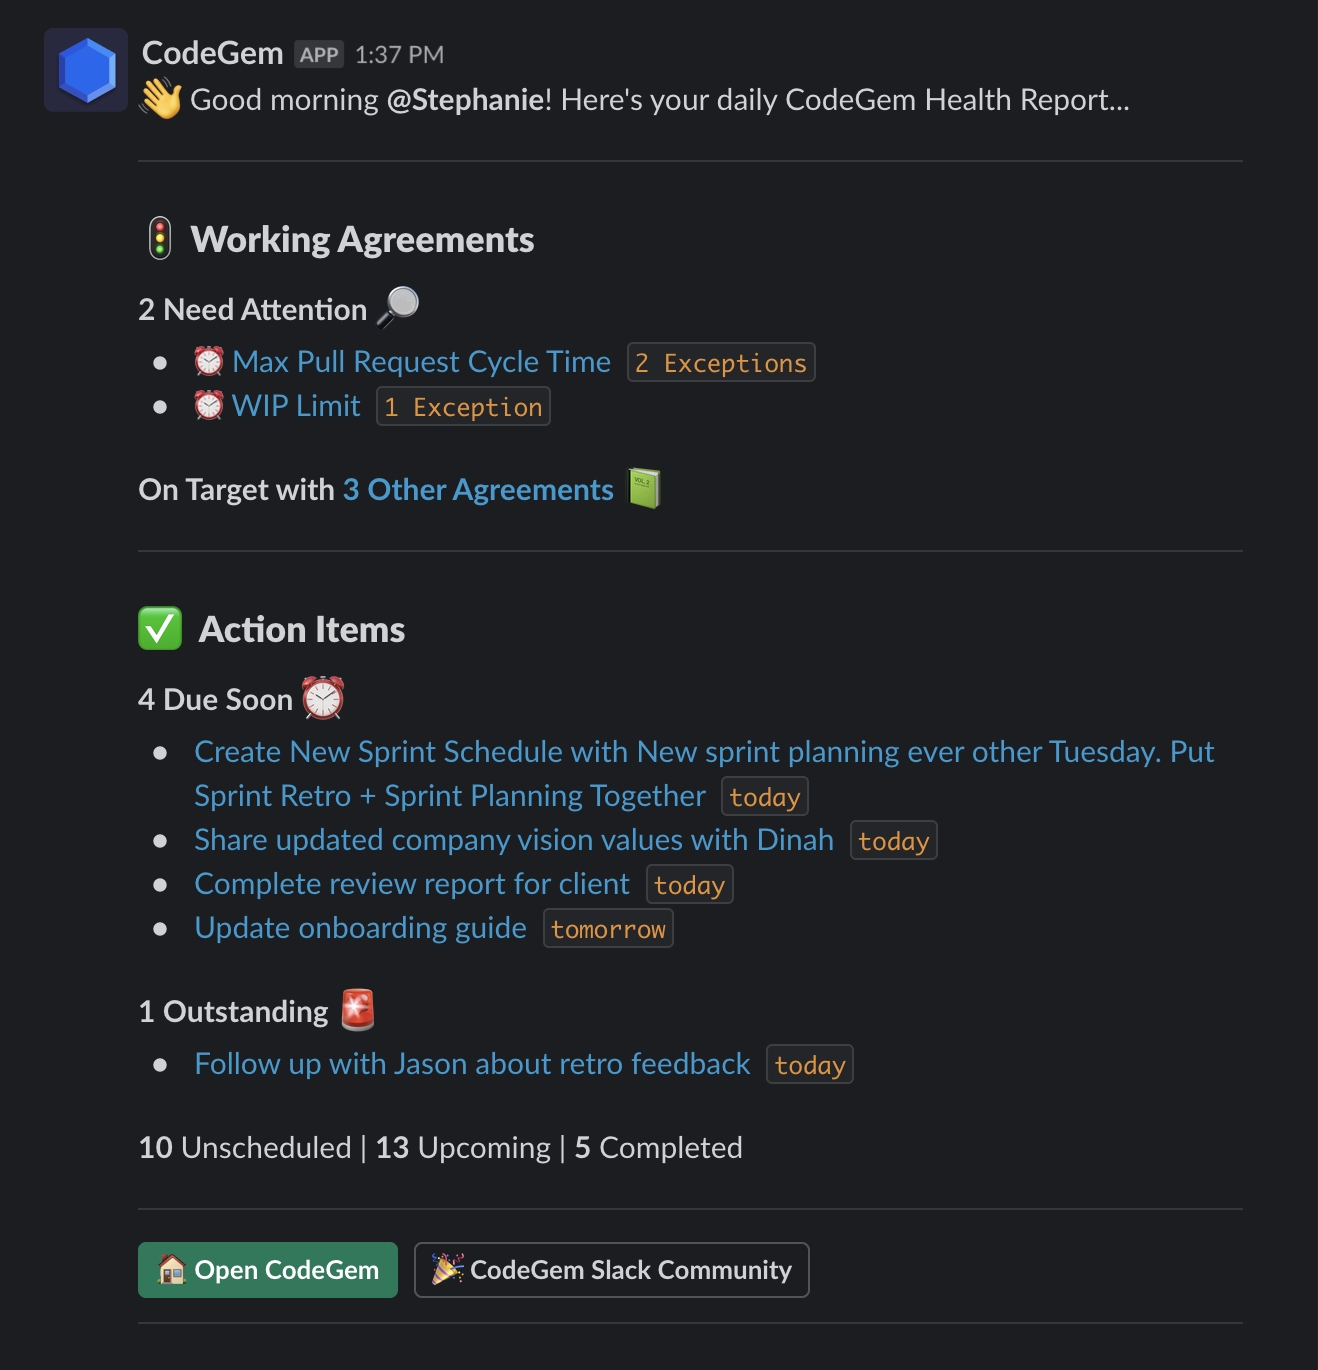 CodeGem APP 1:37 PM
👋 Good morning @Stephanie! Here's your daily CodeGem Health Report...
🚦 Working Agreements
2 Need Attention 🔎
• ⏰ Max Pull Request Cycle Time 2 Exceptions
• ⏰ WIP Limit 1 Exception
On Target with 3 Other Agreements 📗
✅ Action Items
4 Due Soon ⏰
• Create New Sprint Schedule with New sprint planning ever other Tuesday. Put
Sprint Retro + Sprint Planning Together today
• Share updated company vision values with Dinah today
• Complete review report for client today
• Update onboarding guide tomorrow
1 Outstanding 🚨
• Follow up with Jason about retro feedback today
10 Unscheduled | 13 Upcoming | 5 Completed
🏠 Open CodeGem 🎉 CodeGem Slack Community